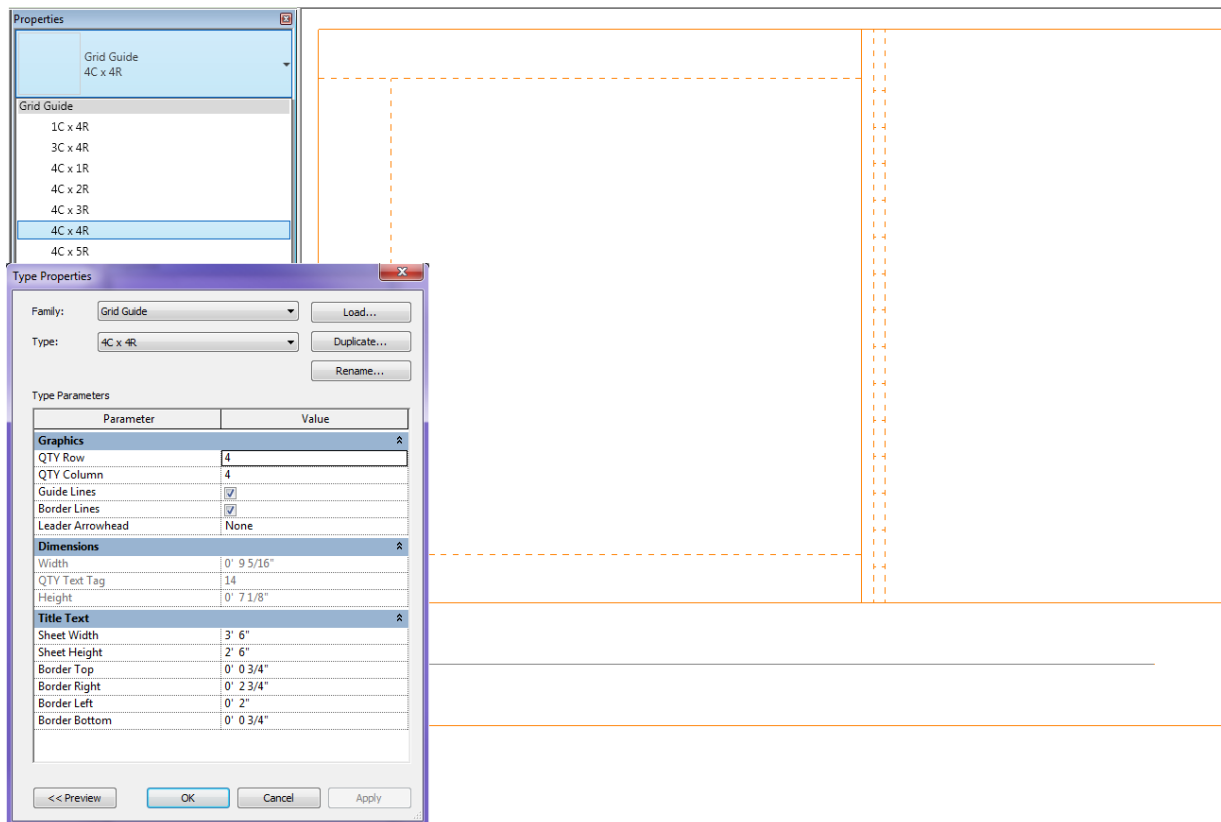 Properties
Grid Guide
4C x 4R
Grid Guide
1C x 4R
3C x 4R
4C x 1R
4C x 2R
4C x 3R
4C x 4R
4C x 5R
Type Properties
Family: Grid Guide Load...
Type: 4C x 4R Duplicate...
Rename...
Type Parameters
Parameter Value
Graphics
QTY Row 4
QTY Column 4
Guide Lines
Border Lines
Leader Arrowhead None
Dimensions
Width 0' 9 5/16"
QTY Text Tag 14
Height 0' 7 1/8"
Title Text
Sheet Width 3' 6"
Sheet Height 2' 6"
Border Top 0' 0 3/4"
Border Right 0' 2 3/4"
Border Left 0' 2"
Border Bottom 0' 0 3/4"
<< Preview OK Cancel Apply